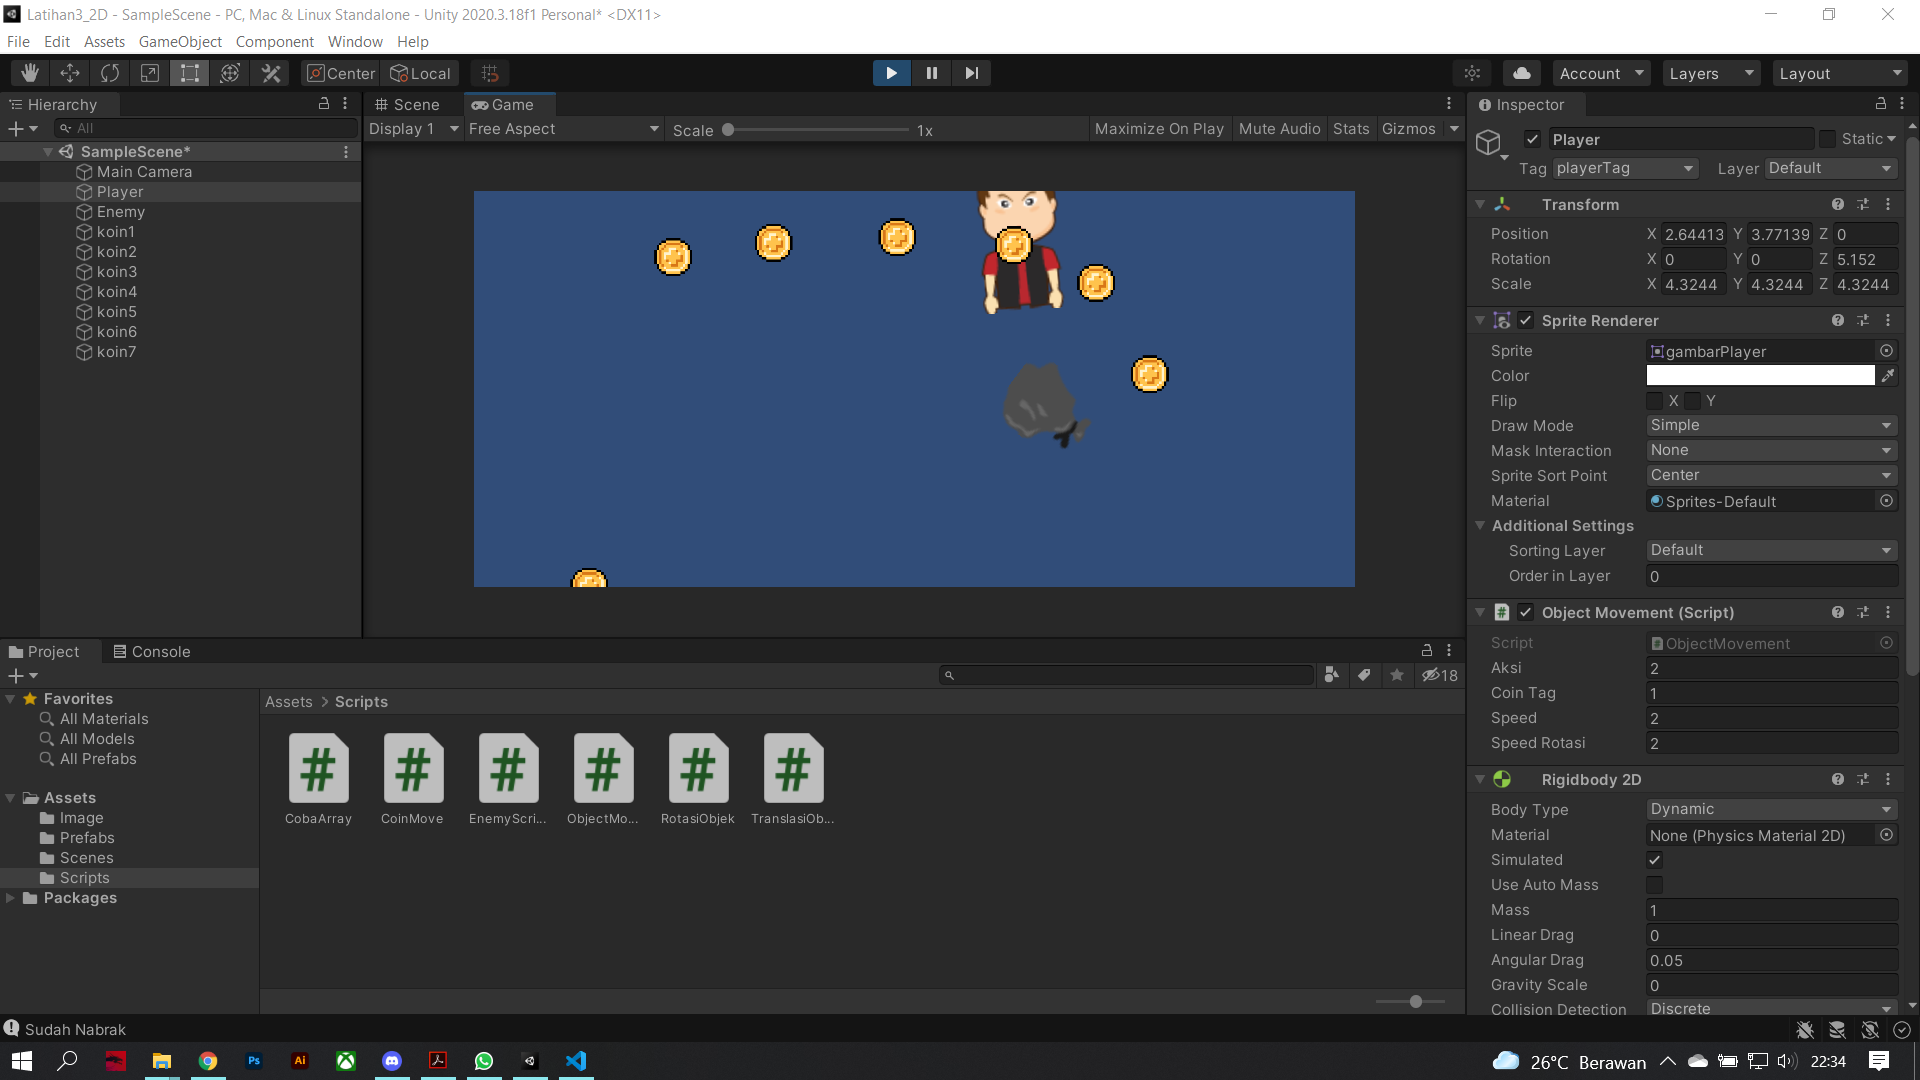 Latihan3_2D - SampleScene - PC, Mac & Linux Standalone - Unity 2020.3.18f1 Personal* <DX11>
File Edit Assets GameObject Component Window Help
Center Local Account Layers Layout
Hierarchy
All
SampleScene*
Main Camera
Player
Enemy
koin1
koin2
koin3
koin4
koin5
koin6
koin7
Scene Game
Display 1 Free Aspect Scale 1x Maximize On Play Mute Audio Stats Gizmos
Inspector
Player Static
Tag playerTag Layer Default
Transform
Position X 2.64413 Y 3.77139 Z 0
Rotation X 0 Y 0 Z 5.152
Scale X 4.3244 Y 4.3244 Z 4.3244
Sprite Renderer
Sprite gambarPlayer
Color
Flip X Y
Draw Mode Simple
Mask Interaction None
Sprite Sort Point Center
Material Sprites-Default
Additional Settings
Sorting Layer Default
Order in Layer 0
# Object Movement (Script)
Script # ObjectMovement
Aksi 2
Coin Tag 1
Speed 2
Speed Rotasi 2
Rigidbody 2D
Body Type Dynamic
Material None (Physics Material 2D)
Simulated
Use Auto Mass
Mass 1
Linear Drag 0
Angular Drag 0.05
Gravity Scale 0
Collision Detection Discrete
Project Console
18
Favorites
All Materials
All Models
All Prefabs
Assets
Image
Prefabs
Scenes
Scripts
Packages
Assets > Scripts
# # # # # #
CobaArray CoinMove EnemyScri... ObjectMo... RotasiObjek TranslasiOb...
Sudah Nabrak
Ps Ai
26°C Berawan 22:34